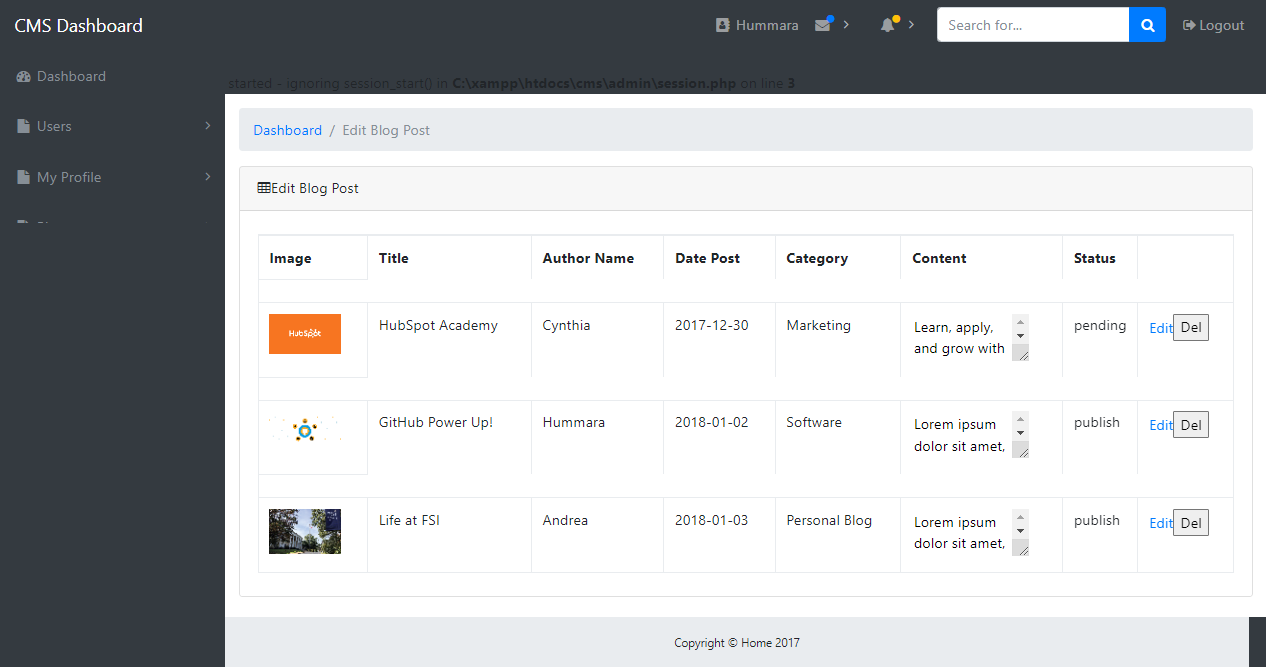 CMS Dashboard
Hummara
Search for...
Logout
Dashboard
started - ignoring session_start() in C:\xampp\htdocs\cms\admin\session.php on line 3
Users
My Profile
Dashboard / Edit Blog Post
Edit Blog Post
Image Title Author Name Date Post Category Content Status
HubSpot
HubSpot Academy Cynthia 2017-12-30 Marketing Learn, apply, pending Edit Del
and grow with
GitHub Power Up! Hummara 2018-01-02 Software Lorem ipsum publish Edit Del
dolor sit amet,
Life at FSI Andrea 2018-01-03 Personal Blog Lorem ipsum publish Edit Del
dolor sit amet,
Copyright © Home 2017